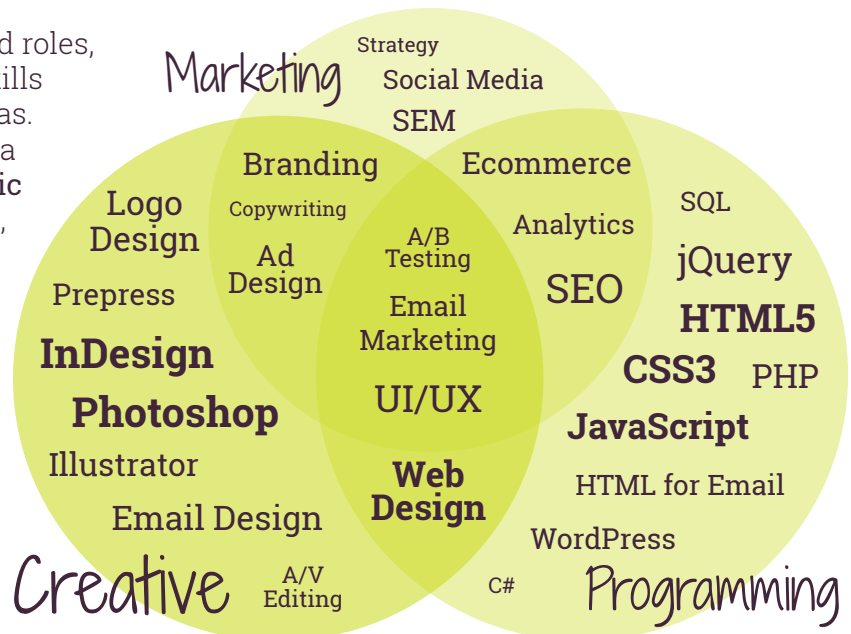 d roles,
ills
as.
a
ic
,
Marketing
Strategy
Social Media
SEM
Branding
Ecommerce
Logo
Design
Copywriting
Ad
Design
A/B
Testing
Analytics
SQL
Prepress
Email
Marketing
SEO
jQuery
HTML5
InDesign
CSS3
PHP
Photoshop
UI/UX
JavaScript
Illustrator
Web
Design
HTML for Email
Email Design
WordPress
Creative
A/V
Editing
C#
Programming